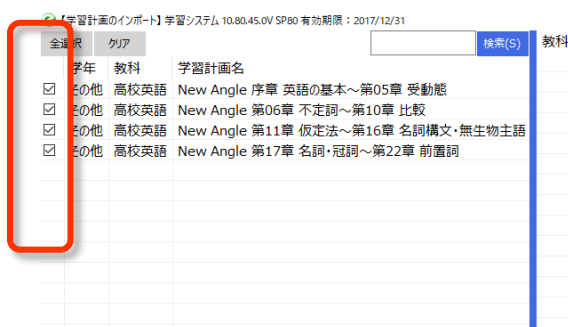 【学習計画のインポート】学習システム 10.80.45.0V SP80 有効期限：2017/12/31
全選択 クリア 検索(S) 教科
学年 教科 学習計画名
その他 高校英語 New Angle 序章 英語の基本～第05章 受動態
その他 高校英語 New Angle 第06章 不定詞～第10章 比較
その他 高校英語 New Angle 第11章 仮定法～第16章 名詞構文・無生物主語
その他 高校英語 New Angle 第17章 名詞・冠詞～第22章 前置詞